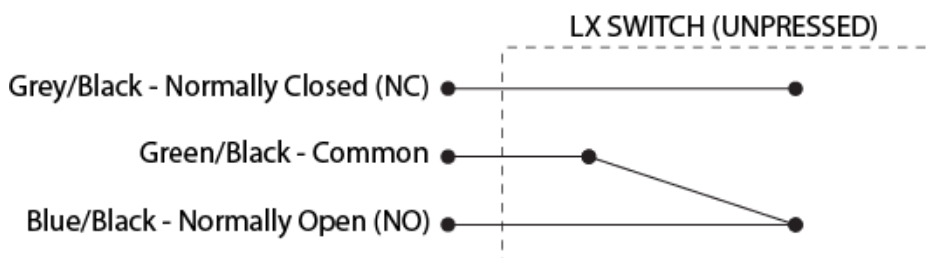 LX SWITCH (UNPRESSED)
Grey/Black - Normally Closed (NC)
Green/Black - Common
Blue/Black - Normally Open (NO)